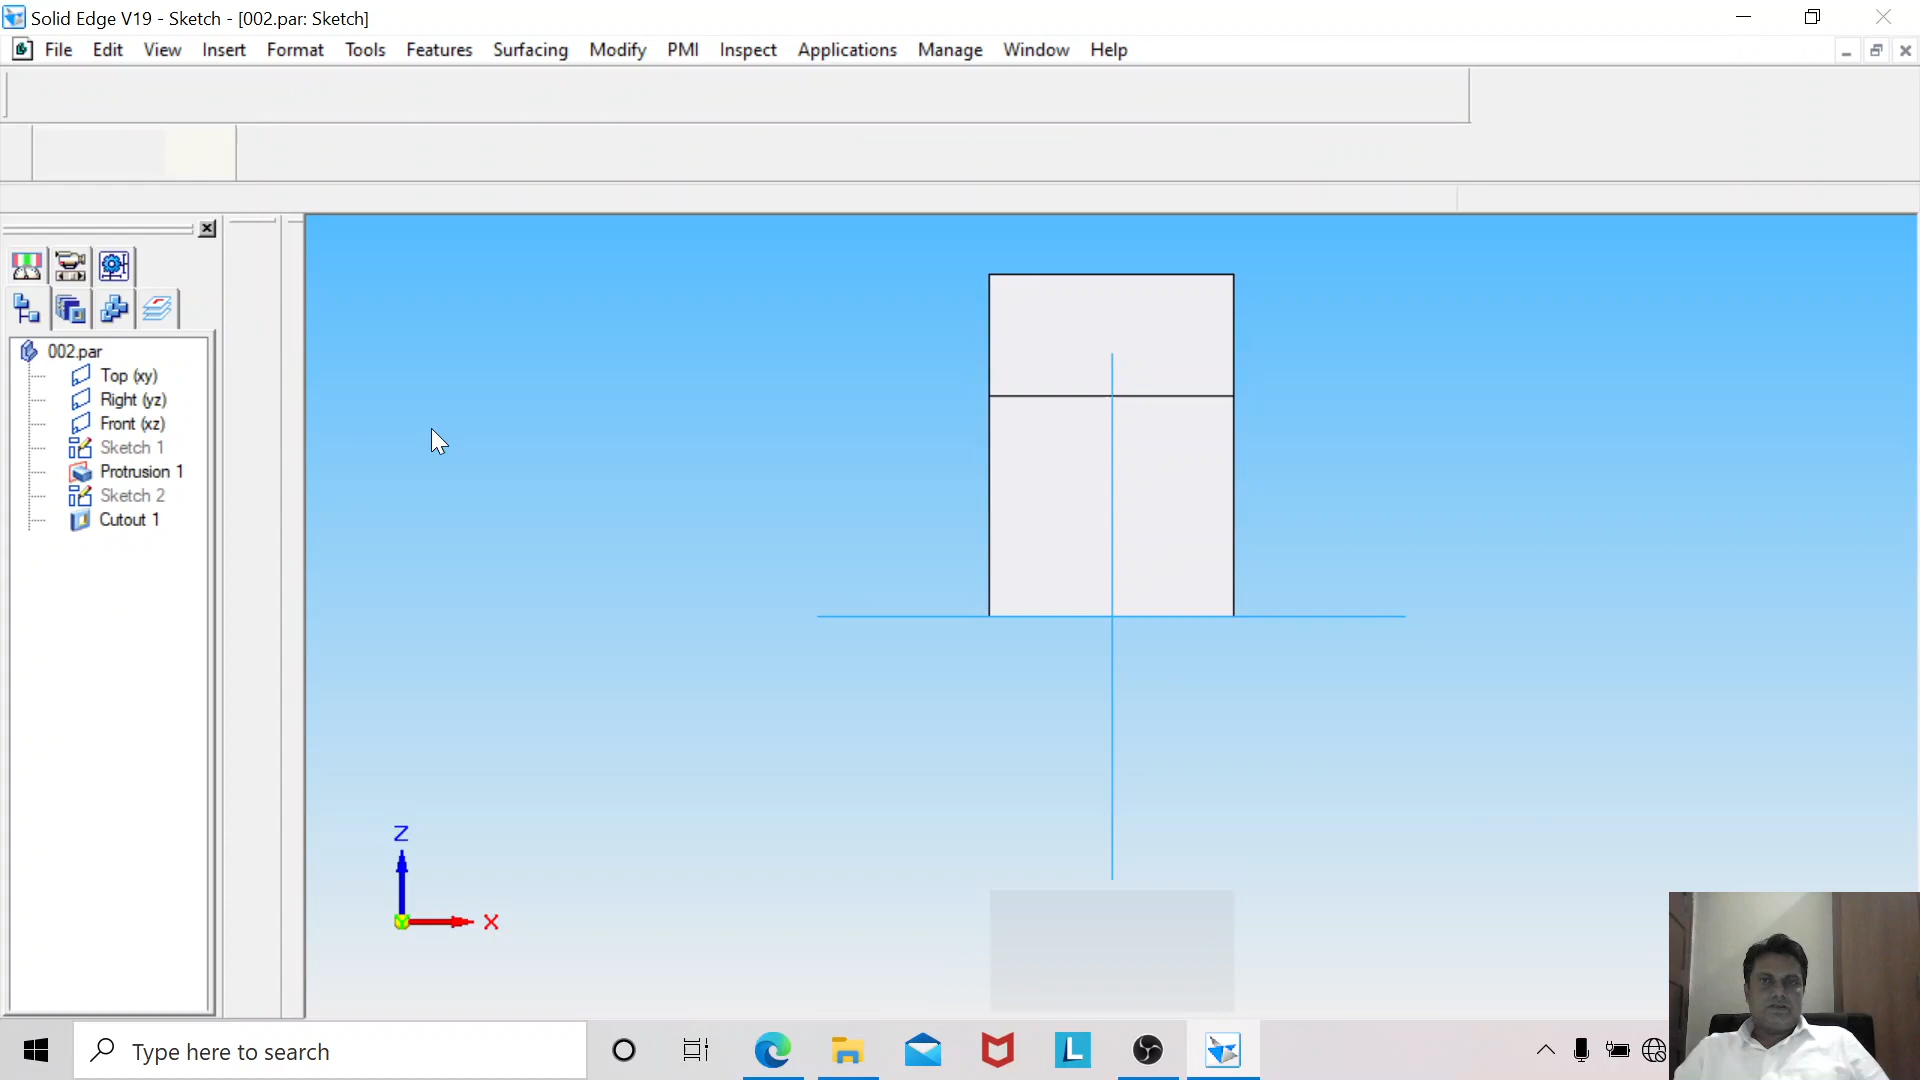 Solid Edge V19 - Sketch - [002.par: Sketch]
File Edit View Insert Format Tools Features Surfacing Modify PMI Inspect Applications Manage Window Help
002.par
Top (xy)
Right (yz)
Front (xz)
Sketch 1
Protrusion 1
Sketch 2
Cutout 1
Z
X
Type here to search
L